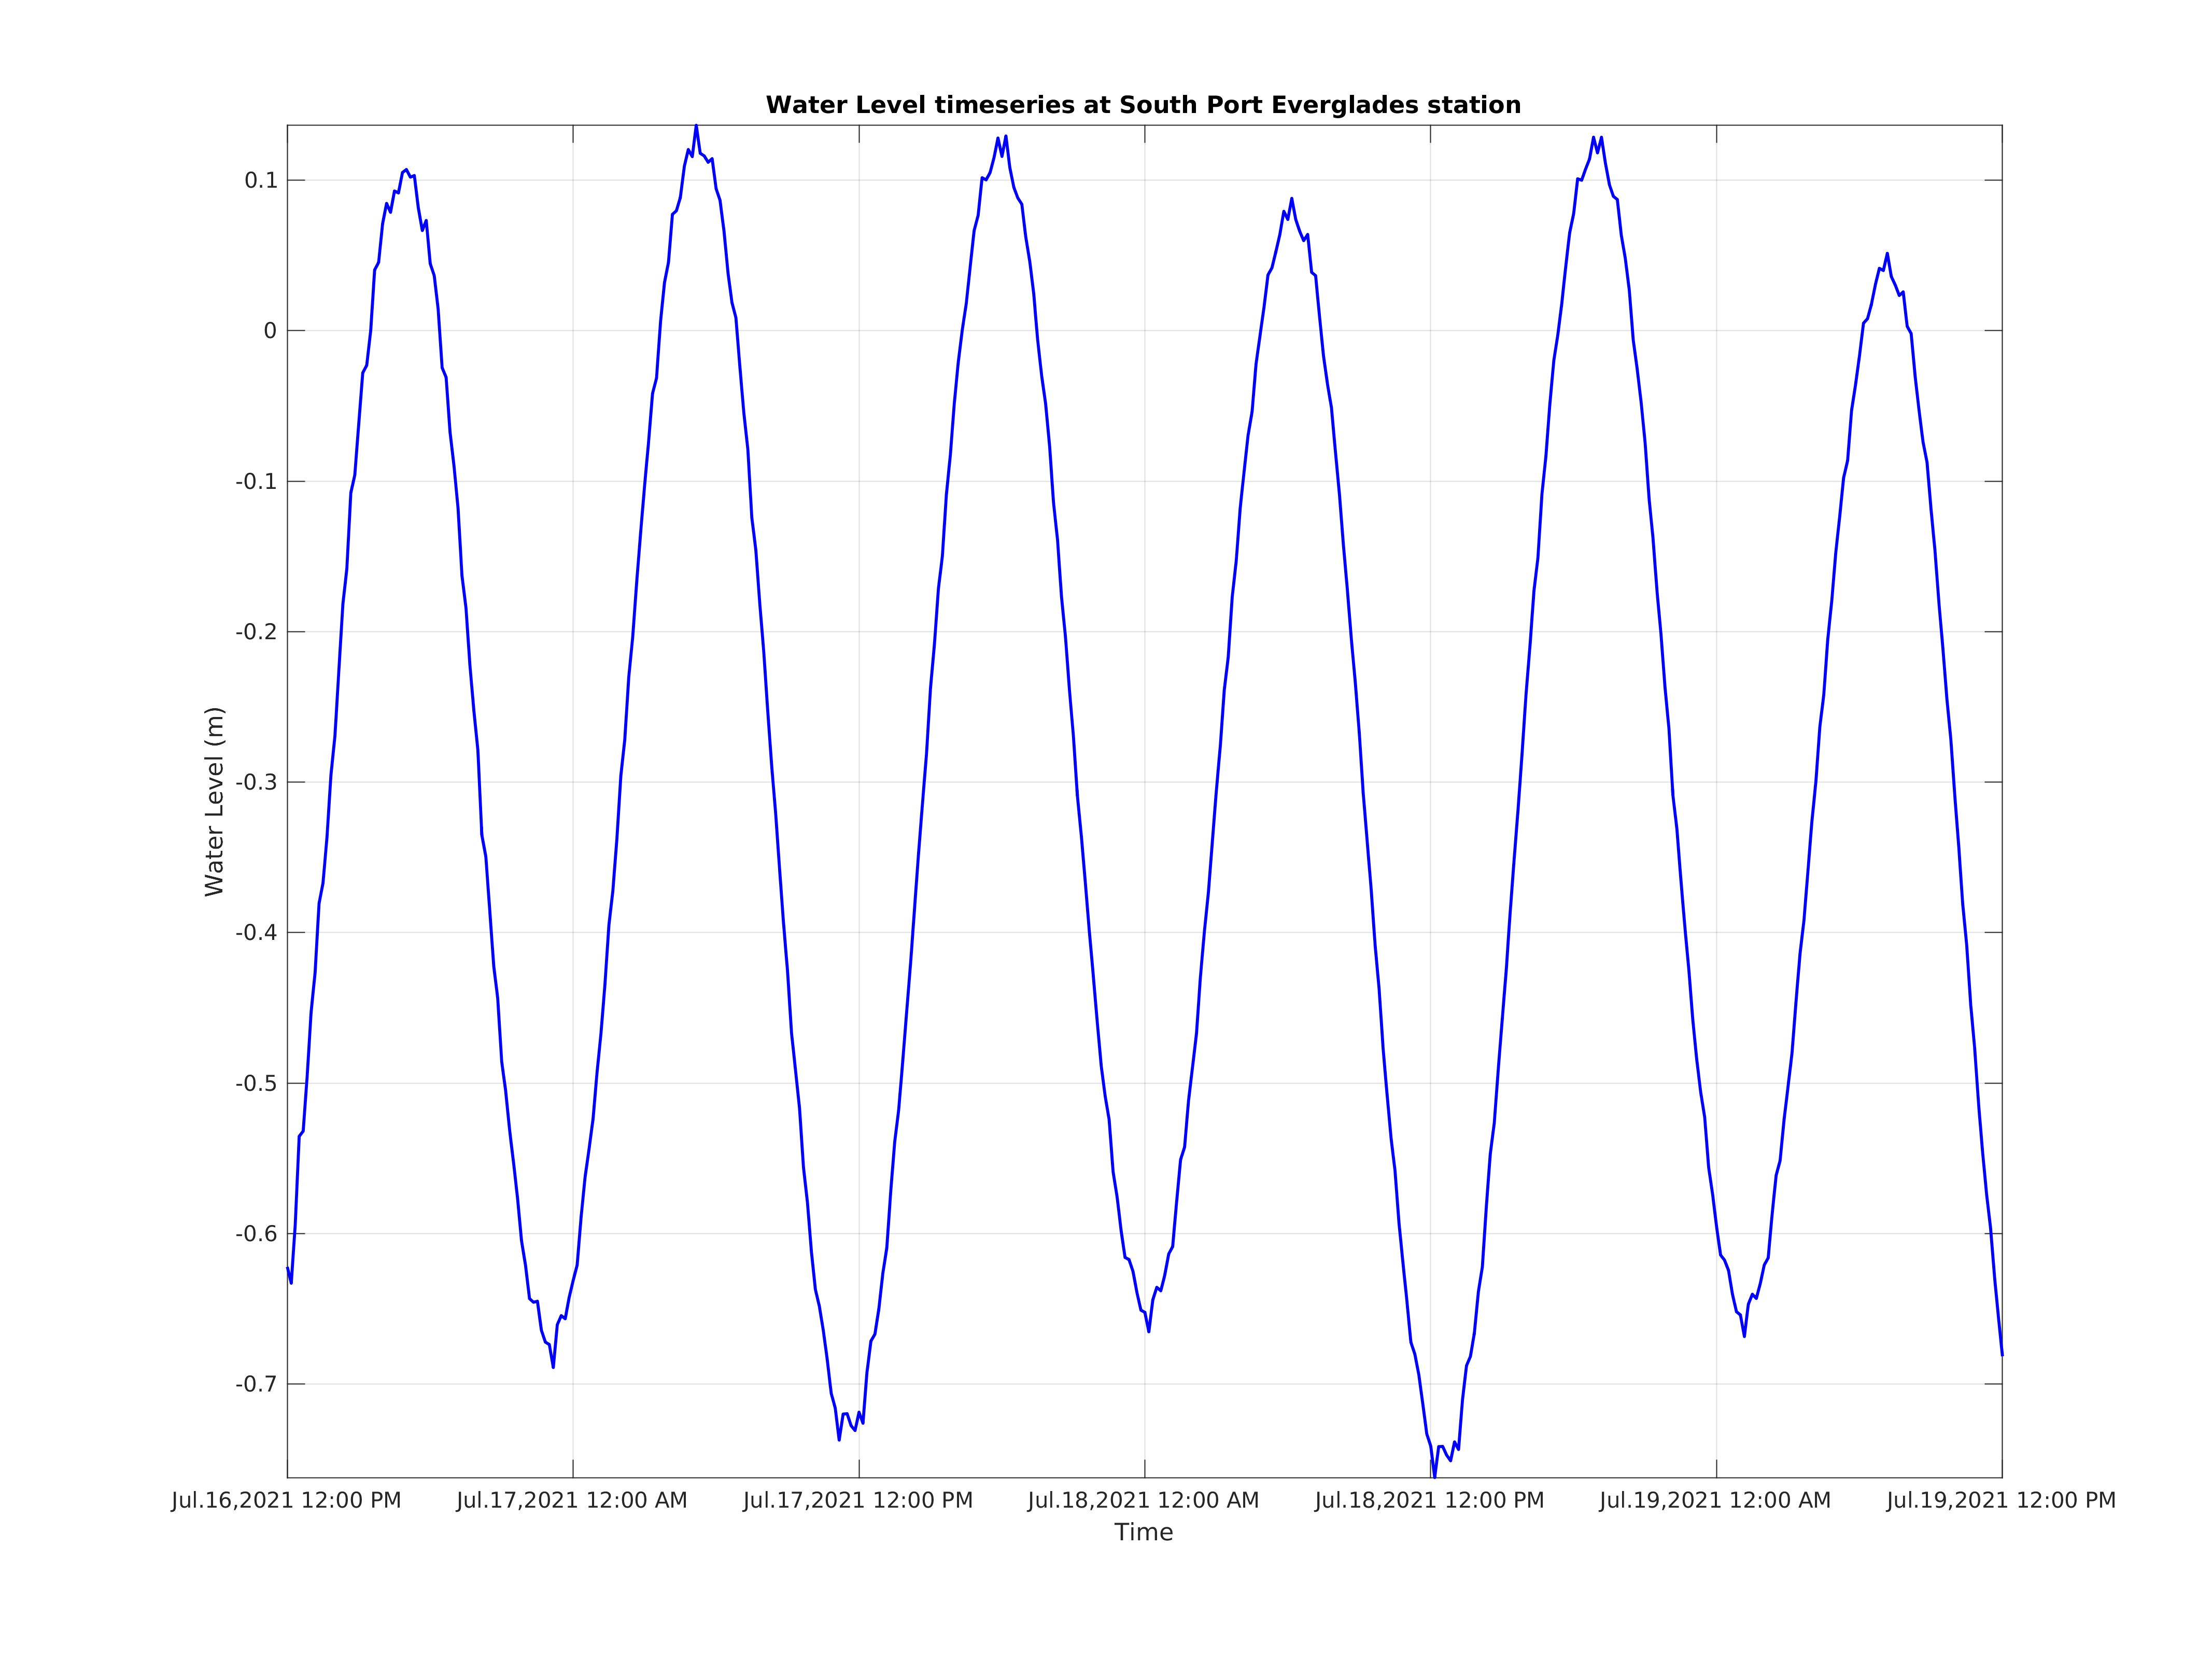 Water Level timeseries at South Port Everglades station
0.1
0
-0.1
-0.2
-0.3
-0.4
-0.5
-0.6
-0.7
Water Level (m)
Jul.16,2021 12:00 PM
Jul.17,2021 12:00 AM
Jul.17,2021 12:00 PM
Jul.18,2021 12:00 AM
Jul.18,2021 12:00 PM
Jul.19,2021 12:00 AM
Jul.19,2021 12:00 PM
Time